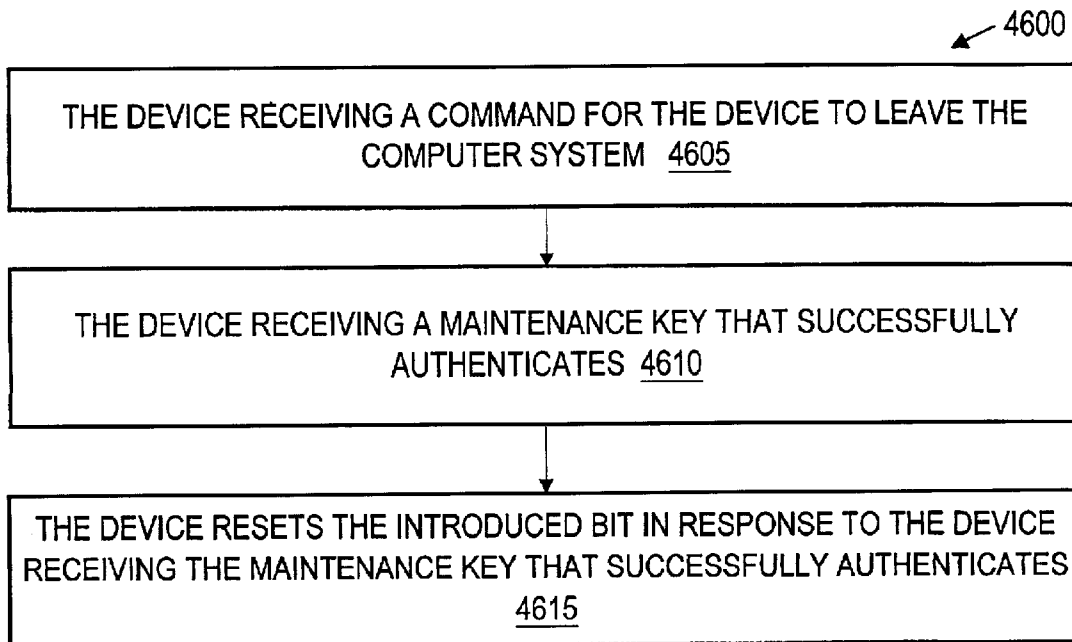 4600
THE DEVICE RECEIVING A COMMAND FOR THE DEVICE TO LEAVE THE
COMPUTER SYSTEM 4605
THE DEVICE RECEIVING A MAINTENANCE KEY THAT SUCCESSFULLY
AUTHENTICATES 4610
THE DEVICE RESETS THE INTRODUCED BIT IN RESPONSE TO THE DEVICE
RECEIVING THE MAINTENANCE KEY THAT SUCCESSFULLY AUTHENTICATES
4615